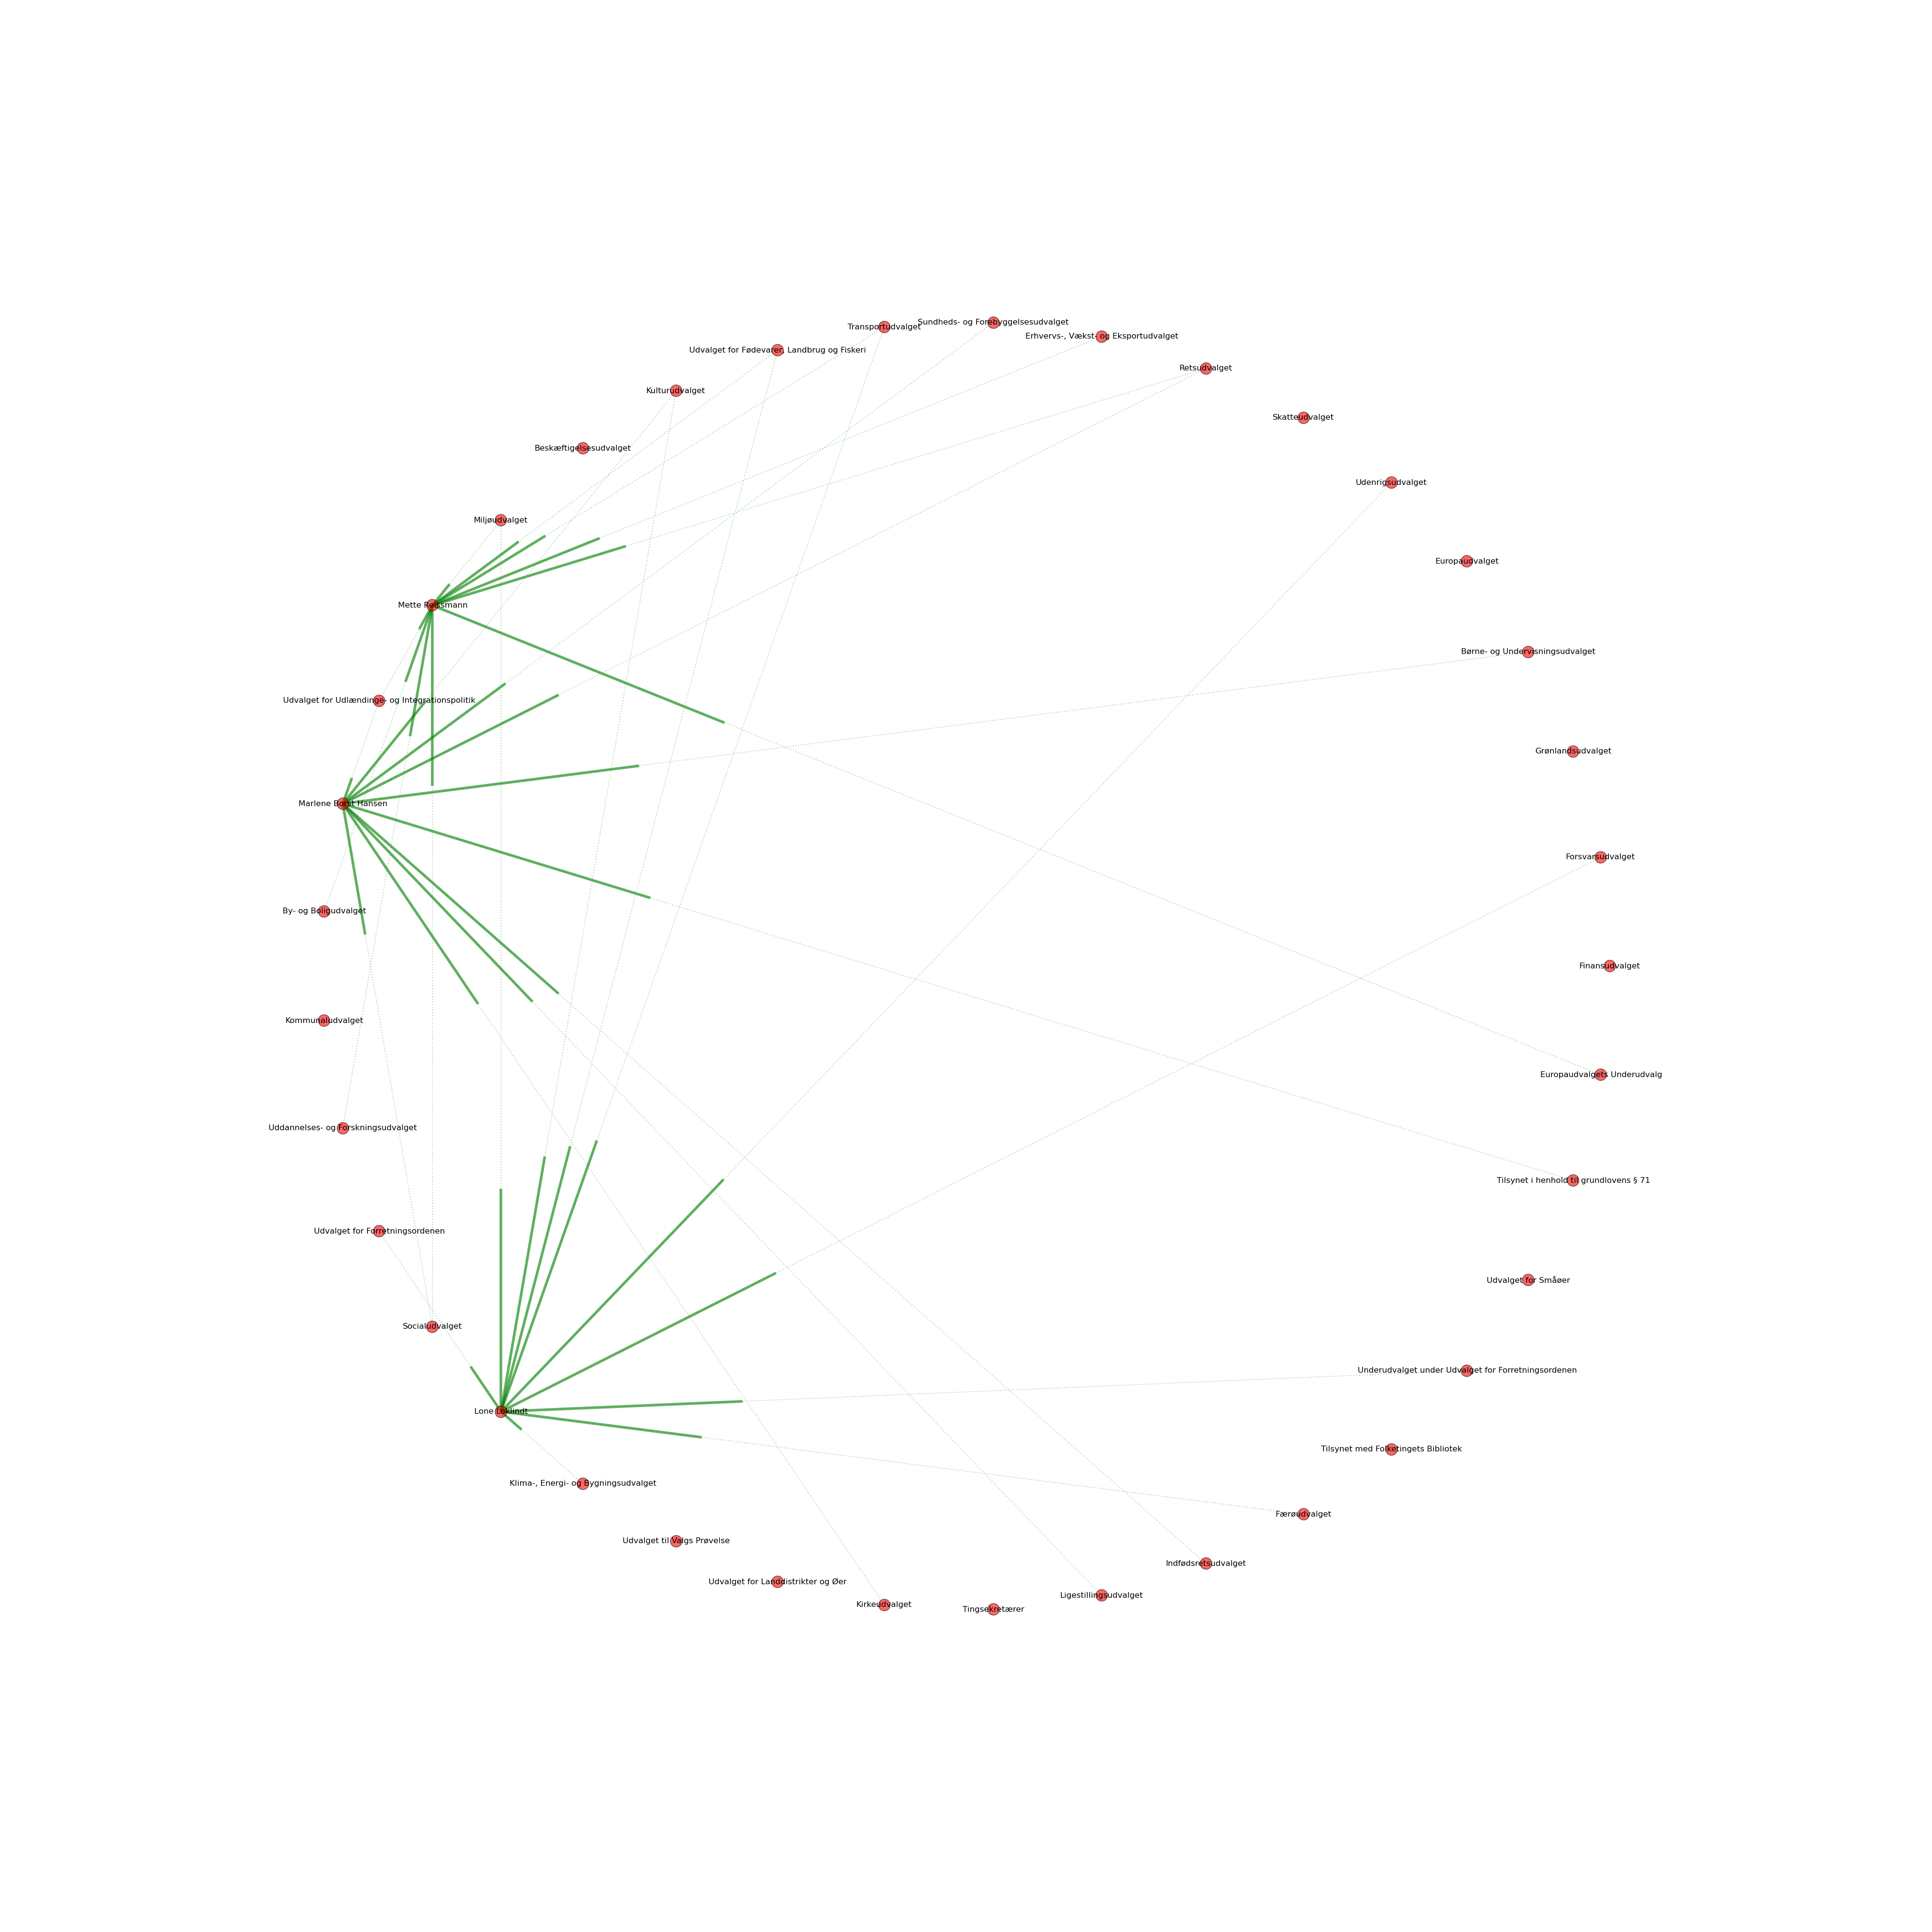 Sundheds- og Forebyggelsesudvalget
Transportudvalget
Erhvervs-, Vækst- og Eksportudvalget
Udvalget for Fødevarer, Landbrug og Fiskeri
Retsudvalget
Kulturudvalget
Skatteudvalget
Beskæftigelsesudvalget
Udenrigsudvalget
Miljøudvalget
Europaudvalget
Mette Reissmann
Børne- og Undervisningsudvalget
Udvalget for Udlændinge- og Integrationspolitik
Grønlandsudvalget
Marlene Borst Hansen
Forsvarsudvalget
By- og Boligudvalget
Finansudvalget
Kommunaludvalget
Europaudvalgets Underudvalg
Uddannelses- og Forskningsudvalget
Tilsynet i henhold til grundlovens § 71
Udvalget for Forretningsordenen
Udvalget for Småøer
Socialudvalget
Underudvalget under Udvalget for Forretningsordenen
Lone Loklindt
Tilsynet med Folketingets Bibliotek
Klima-, Energi- og Bygningsudvalget
Færøudvalget
Udvalget til Valgs Prøvelse
Indfødsretsudvalget
Udvalget for Landdistrikter og Øer
Ligestillingsudvalget
Kirkeudvalget
Tingsekretærer